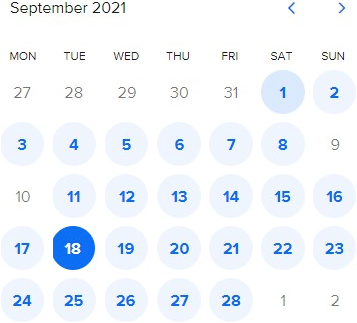 September 2021
MON TUE WED THU FRI SAT SUN
27 28 29 30 31 1 2
3 4 5 6 7 8 9
10 11 12 13 14 15 16
17 18 19 20 21 22 23
24 25 26 27 28 1 2